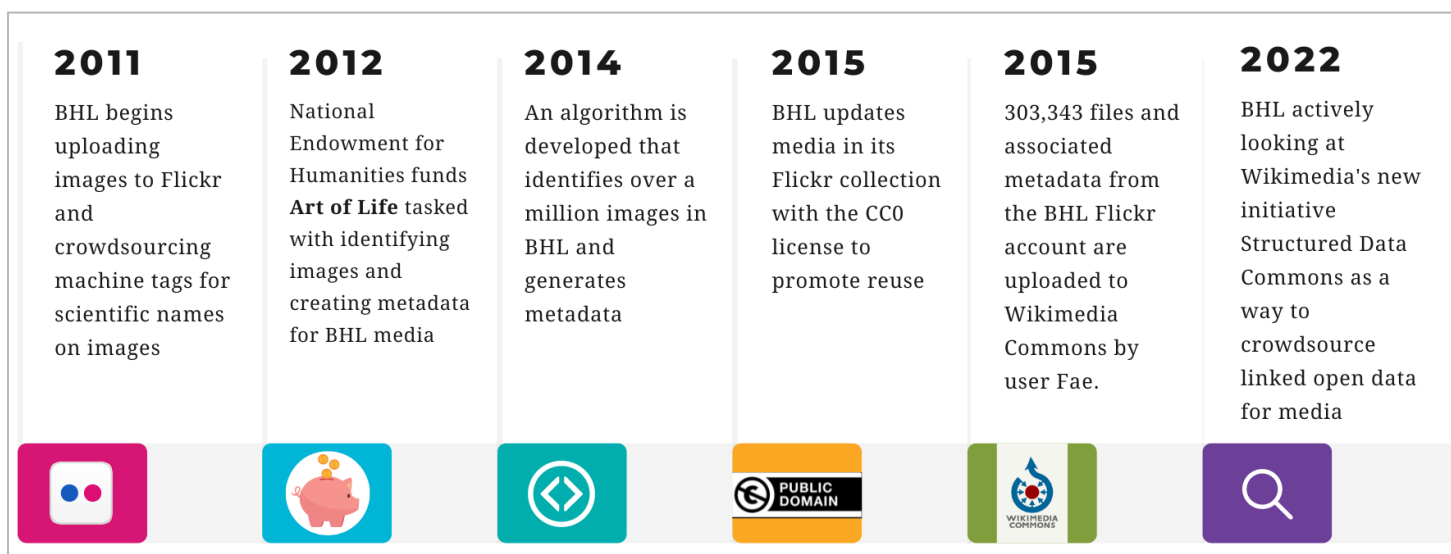 2011
BHL begins
uploading
images to Flickr
and
crowdsourcing
machine tags for
scientific names
on images
2012
National
Endowment for
Humanities funds
Art of Life tasked
with identifying
images and
creating metadata
for BHL media
2014
An algorithm is
developed that
identifies over a
million images in
BHL and
generates
metadata
2015
BHL updates
media in its
Flickr collection
with the CC0
license to
promote reuse
2015
303,343 files and
associated
metadata from
the BHL Flickr
account are
uploaded to
Wikimedia
Commons by
user Fae.
2022
BHL actively
looking at
Wikimedia's new
initiative
Structured Data
Commons as a
way to
crowdsource
linked open data
for media
PUBLIC
DOMAIN
WIKIMEDIA
COMMONS